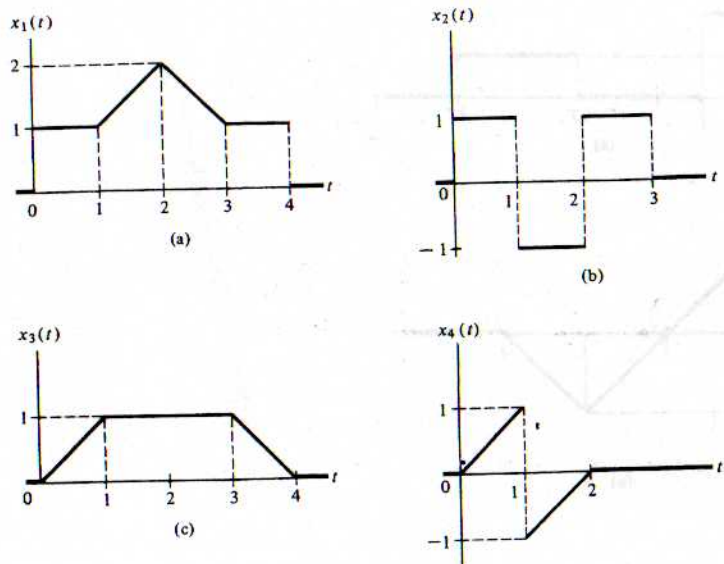 x₁(t)
2
1
0 1 2 3 4 t
(a)
x₂(t)
1
1 2 3 t
−1
(b)
x₃(t)
1
0 1 2 3 4 t
(c)
x₄(t)
1
0 1 2 t
−1